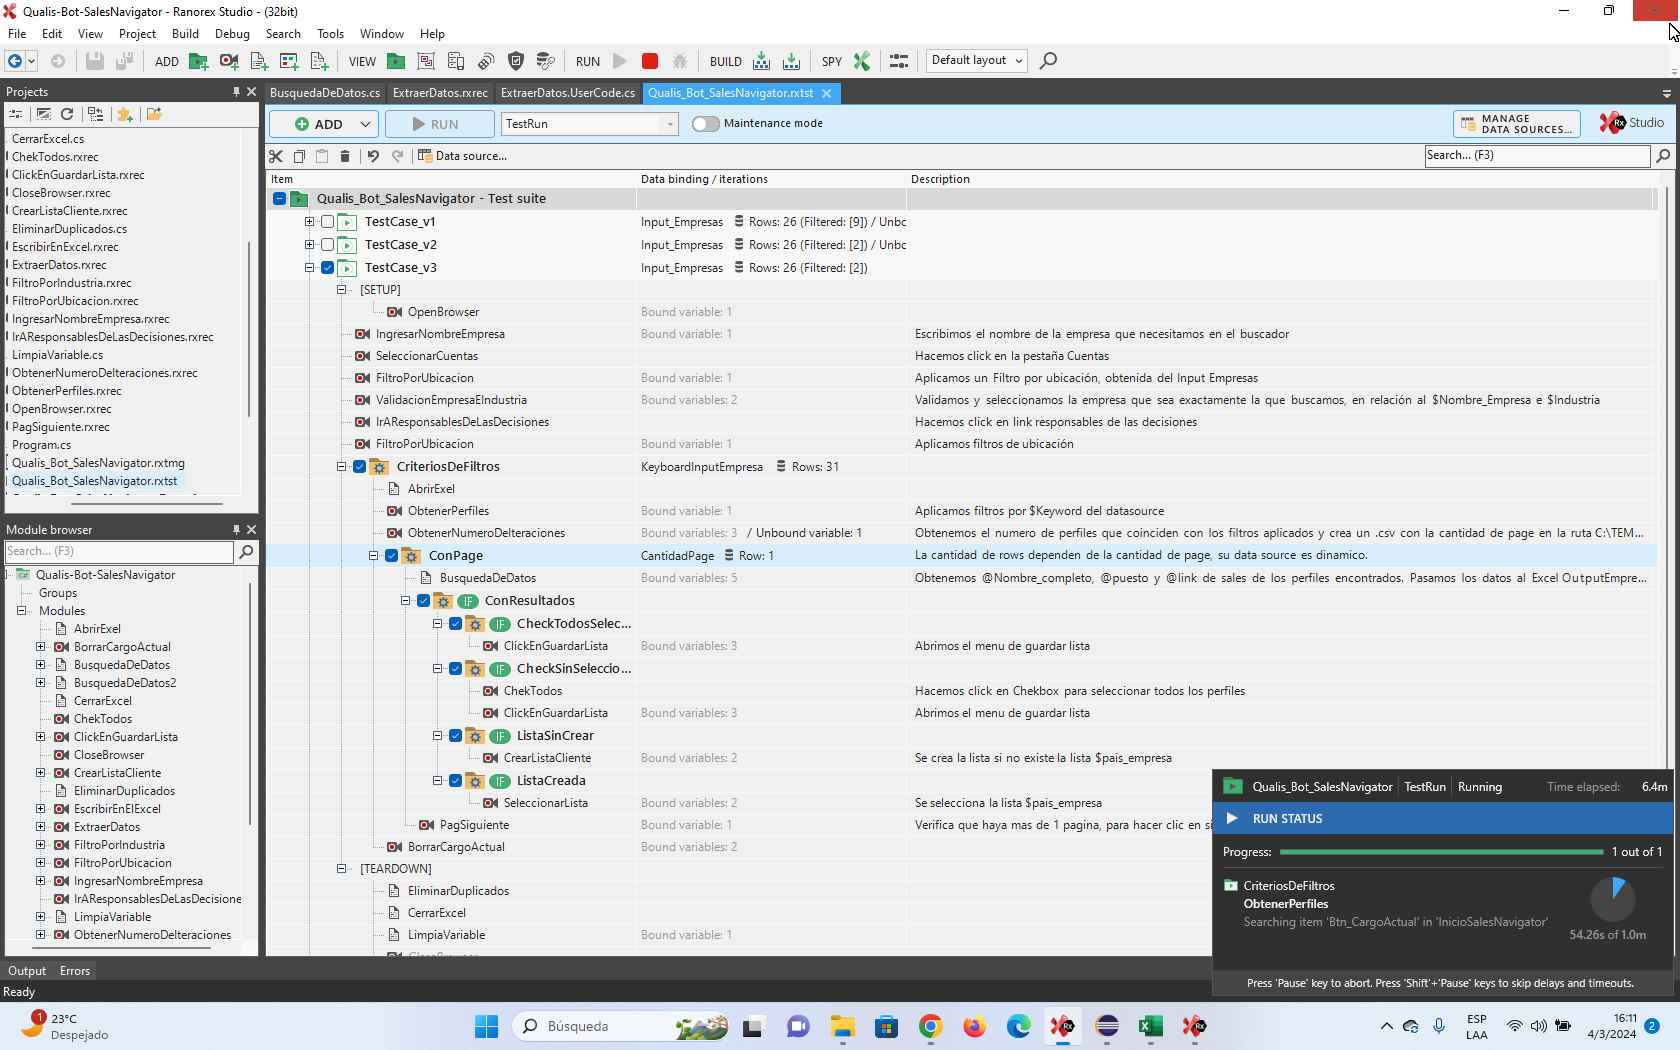 Qualis-Bot-SalesNavigator - Ranorex Studio - (32bit)
File Edit View Project Build Debug Search Tools Window Help
ADD VIEW RUN BUILD SPY Default layout
Projects
CerrarExcel.cs
ChekTodos.rxrec
ClickEnGuardarLista.rxrec
CloseBrowser.rxrec
CrearListaCliente.rxrec
EliminarDuplicados.cs
EscribirEnExcel.rxrec
ExtraerDatos.rxrec
FiltroPorIndustria.rxrec
FiltroPorUbicacion.rxrec
IngresarNombreEmpresa.rxrec
IrAResponsablesDeLasDecisiones.rxrec
LimpiaVariable.cs
ObtenerNumeroDeIteraciones.rxrec
ObtenerPerfiles.rxrec
OpenBrowser.rxrec
PagSiguiente.rxrec
Program.cs
Qualis_Bot_SalesNavigator.rxtmg
Qualis_Bot_SalesNavigator.rxtst
Module browser
Search... (F3)
Qualis-Bot-SalesNavigator
Groups
Modules
AbrirExel
BorrarCargoActual
BusquedaDeDatos
BusquedaDeDatos2
CerrarExcel
ChekTodos
ClickEnGuardarLista
CloseBrowser
CrearListaCliente
EliminarDuplicados
EscribirEnElExcel
ExtraerDatos
FiltroPorIndustria
FiltroPorUbicacion
IngresarNombreEmpresa
IrAResponsablesDeLasDecisione
LimpiaVariable
ObtenerNumeroDeIteraciones
Output Errors
Ready
BusquedaDeDatos.cs ExtraerDatos.rxrec ExtraerDatos.UserCode.cs Qualis_Bot_SalesNavigator.rxtst
ADD RUN TestRun Maintenance mode MANAGE DATA SOURCES... Rx Studio
Data source... Search... (F3)
Item Data binding / iterations Description
Qualis_Bot_SalesNavigator - Test suite
TestCase_v1 Input_Empresas Rows: 26 (Filtered: [9]) / Unbc
TestCase_v2 Input_Empresas Rows: 26 (Filtered: [2]) / Unbc
TestCase_v3 Input_Empresas Rows: 26 (Filtered: [2])
[SETUP]
OpenBrowser Bound variable: 1
IngresarNombreEmpresa Bound variable: 1 Escribimos el nombre de la empresa que necesitamos en el buscador
SeleccionarCuentas Hacemos click en la pestaña Cuentas
FiltroPorUbicacion Bound variable: 1 Aplicamos un Filtro por ubicación, obtenida del Input Empresas
ValidacionEmpresaEIndustria Bound variables: 2 Validamos y seleccionamos la empresa que sea exactamente la que buscamos, en relación al $Nombre_Empresa e $Industria
IrAResponsablesDeLasDecisiones Hacemos click en link responsables de las decisiones
FiltroPorUbicacion Bound variable: 1 Aplicamos filtros de ubicación
CriteriosDeFiltros KeyboardInputEmpresa Rows: 31
AbrirExel
ObtenerPerfiles Bound variable: 1 Aplicamos filtros por $Keyword del datasource
ObtenerNumeroDeIteraciones Bound variables: 3 / Unbound variable: 1 Obtenemos el numero de perfiles que coinciden con los filtros aplicados y crea un .csv con la cantidad de page en la ruta C:\TEM...
ConPage CantidadPage Row: 1 La cantidad de rows dependen de la cantidad de page, su data source es dinamico.
BusquedaDeDatos Bound variables: 5 Obtenemos @Nombre_completo, @puesto y @link de sales de los perfiles encontrados. Pasamos los datos al Excel OutputEmpre...
IF ConResultados
IF CheckTodosSelec...
ClickEnGuardarLista Bound variables: 3 Abrimos el menu de guardar lista
IF CheckSinSeleccio...
ChekTodos Hacemos click en Chekbox para seleccionar todos los perfiles
ClickEnGuardarLista Bound variables: 3 Abrimos el menu de guardar lista
IF ListaSinCrear
CrearListaCliente Bound variables: 2 Se crea la lista si no existe la lista $pais_empresa
IF ListaCreada
SeleccionarLista Bound variables: 2 Se selecciona la lista $pais_empresa
PagSiguiente Bound variable: 1 Verifica que haya mas de 1 pagina, para hacer clic en si
BorrarCargoActual Bound variables: 2
[TEARDOWN]
EliminarDuplicados
CerrarExcel
LimpiaVariable Bound variable: 1
Qualis_Bot_SalesNavigator TestRun Running Time elapsed: 6.4m
RUN STATUS
Progress: 1 out of 1
CriteriosDeFiltros
ObtenerPerfiles
Searching item 'Btn_CargoActual' in 'InicioSalesNavigator'
54.26s of 1.0m
Press 'Pause' key to abort. Press 'Shift'+'Pause' keys to skip delays and timeouts.
1 23°C
Despejado
Búsqueda
ESP
LAA
16:11
4/3/2024
2